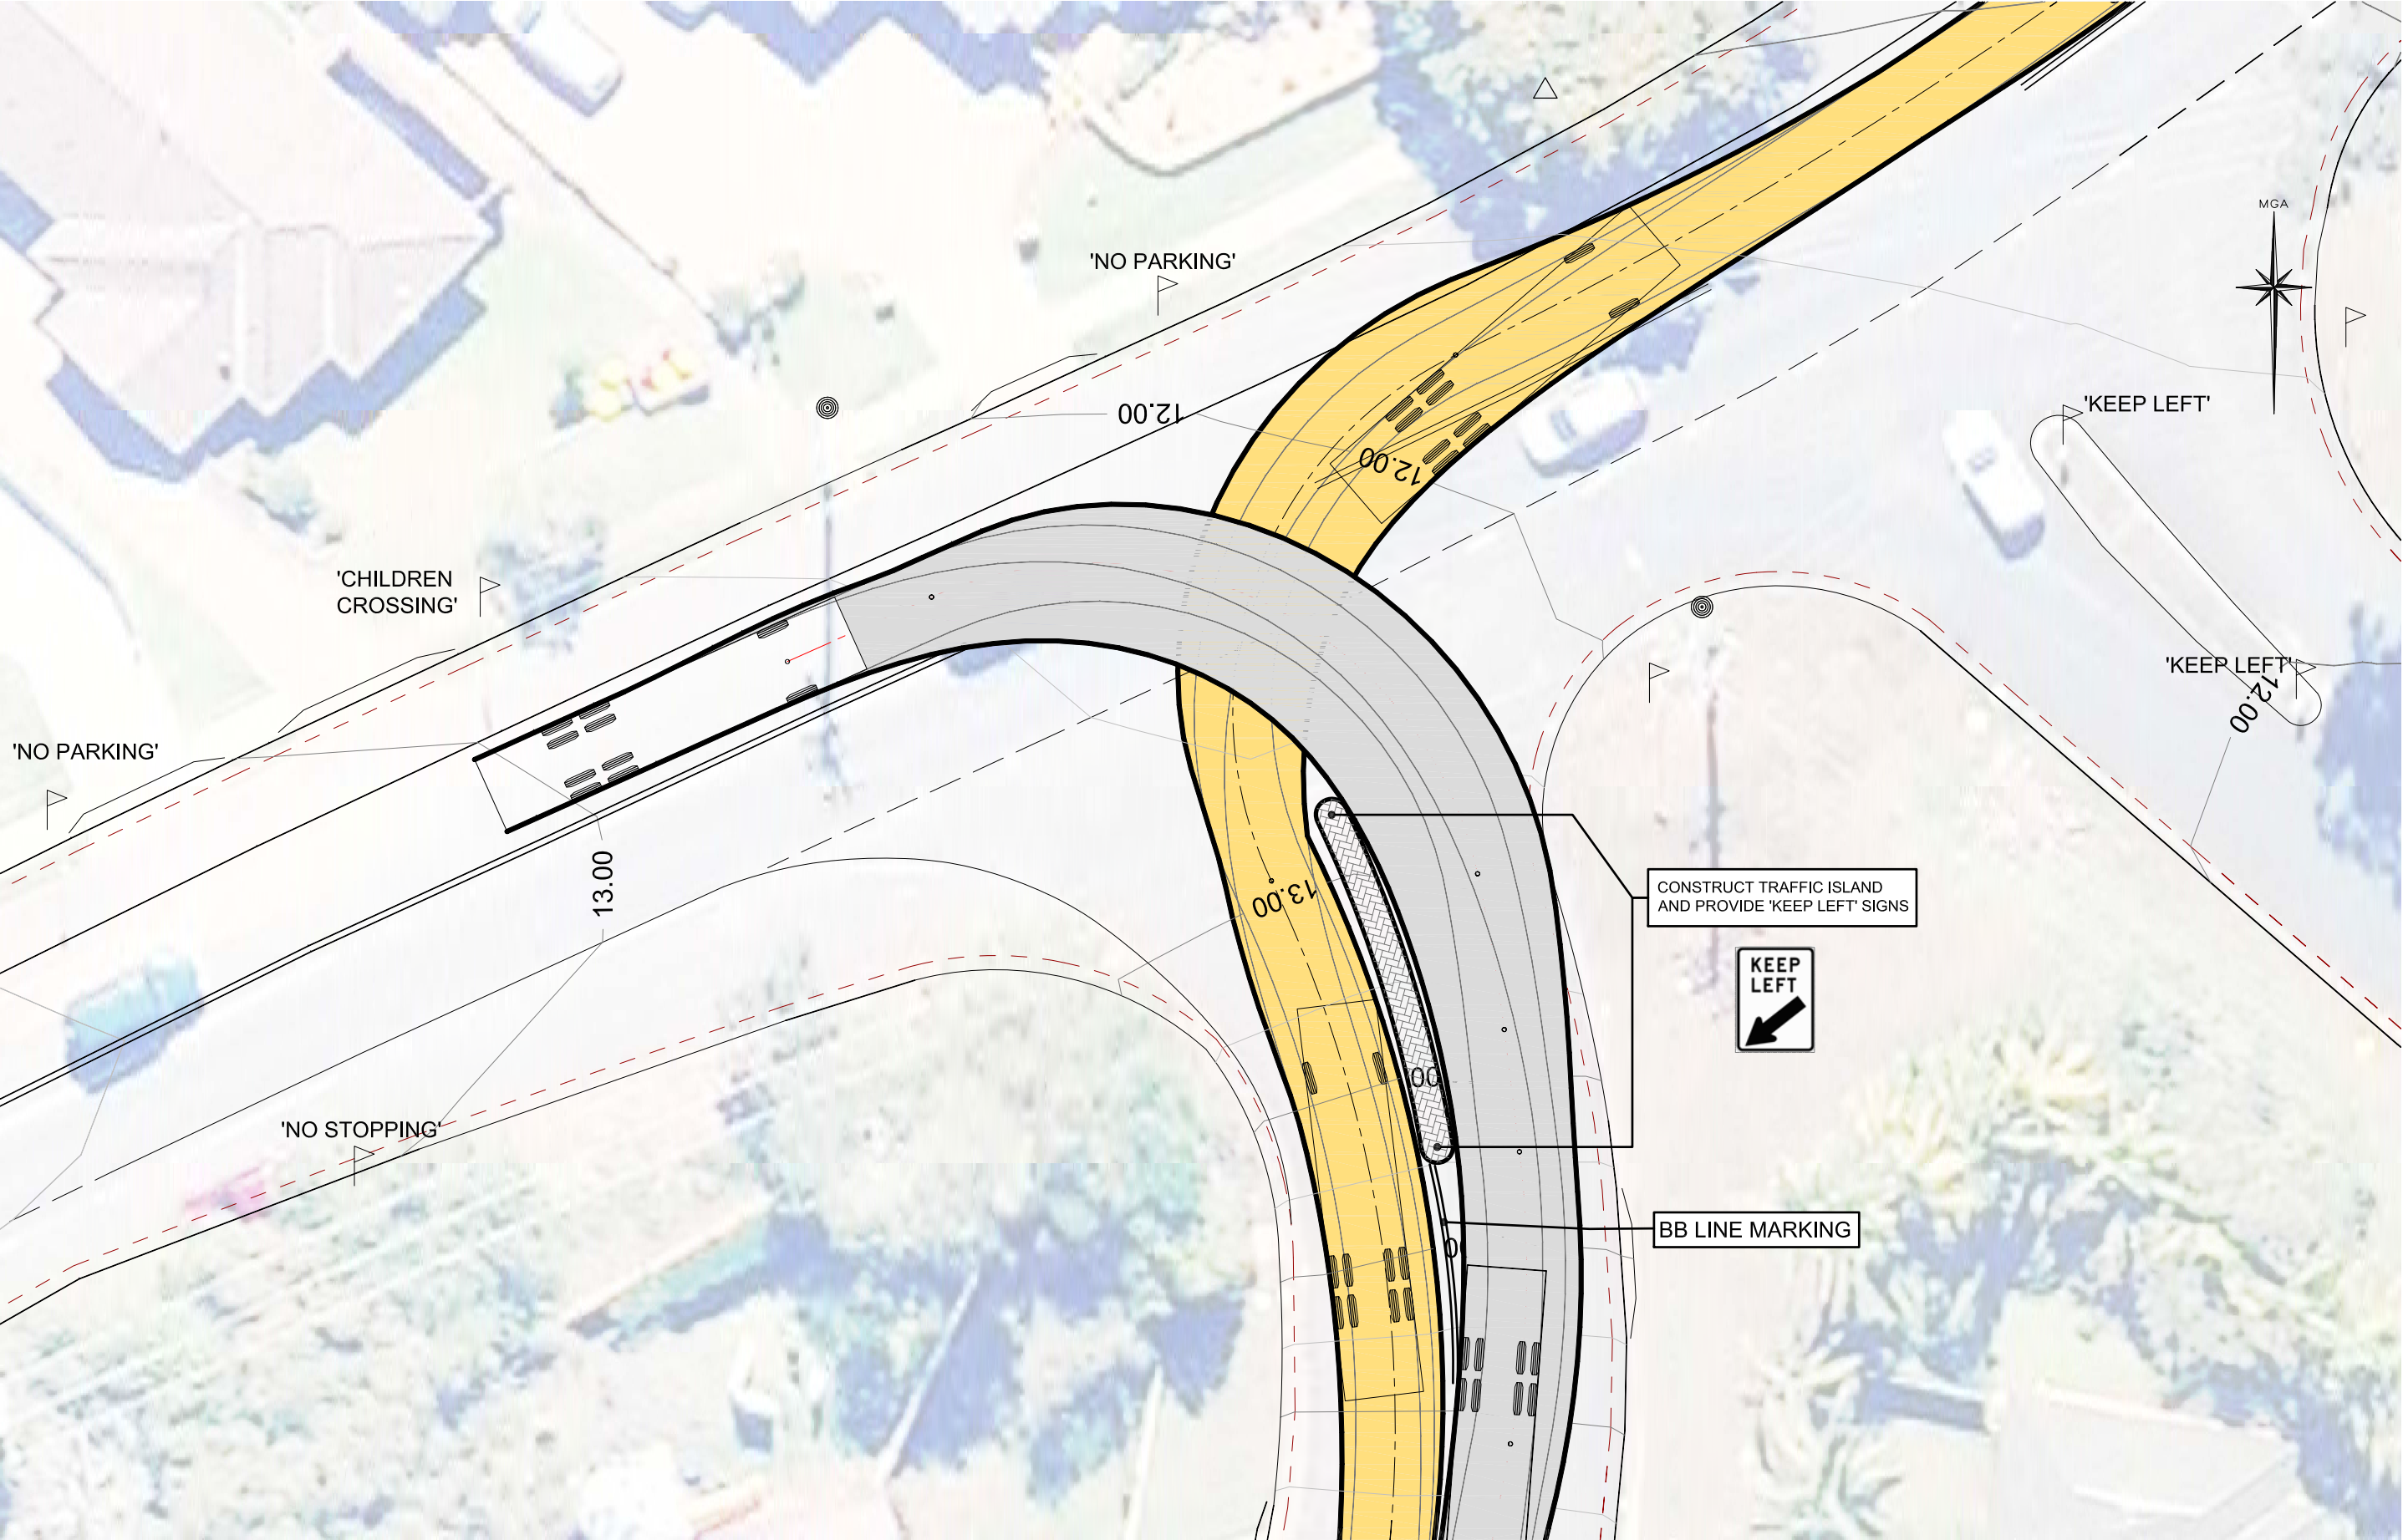 MGA
'NO PARKING'
'KEEP LEFT'
12.00
12.00
'CHILDREN
CROSSING'
'KEEP LEFT'
12.00
'NO PARKING'
13.00
13.00
CONSTRUCT TRAFFIC ISLAND
AND PROVIDE 'KEEP LEFT' SIGNS
KEEP
LEFT
00
'NO STOPPING'
BB LINE MARKING